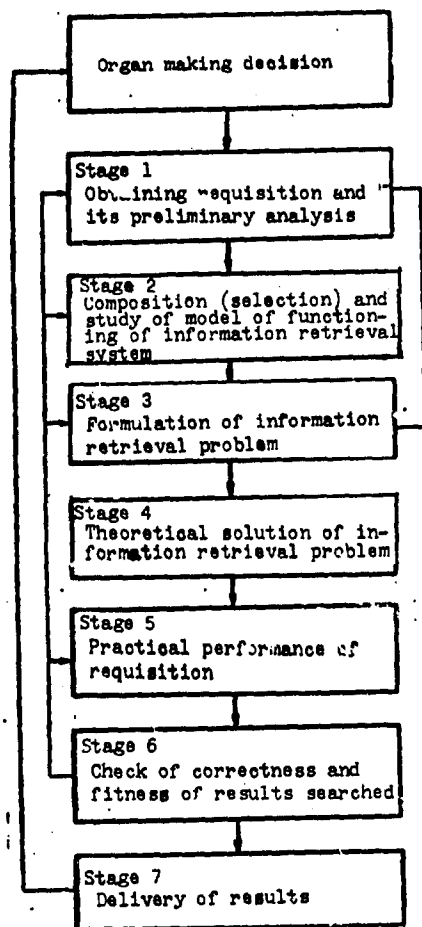 Organ making decision
Stage 1
Obtaining requisition and
its preliminary analysis
Stage 2
Composition (selection) and
study of model of function-
ing of information retrieval
system
Stage 3
Formulation of information
retrieval problem
Stage 4
Theoretical solution of in-
formation retrieval problem
Stage 5
Practical performance of
requisition
Stage 6
Check of correctness and
fitness of results searched
Stage 7
Delivery of results